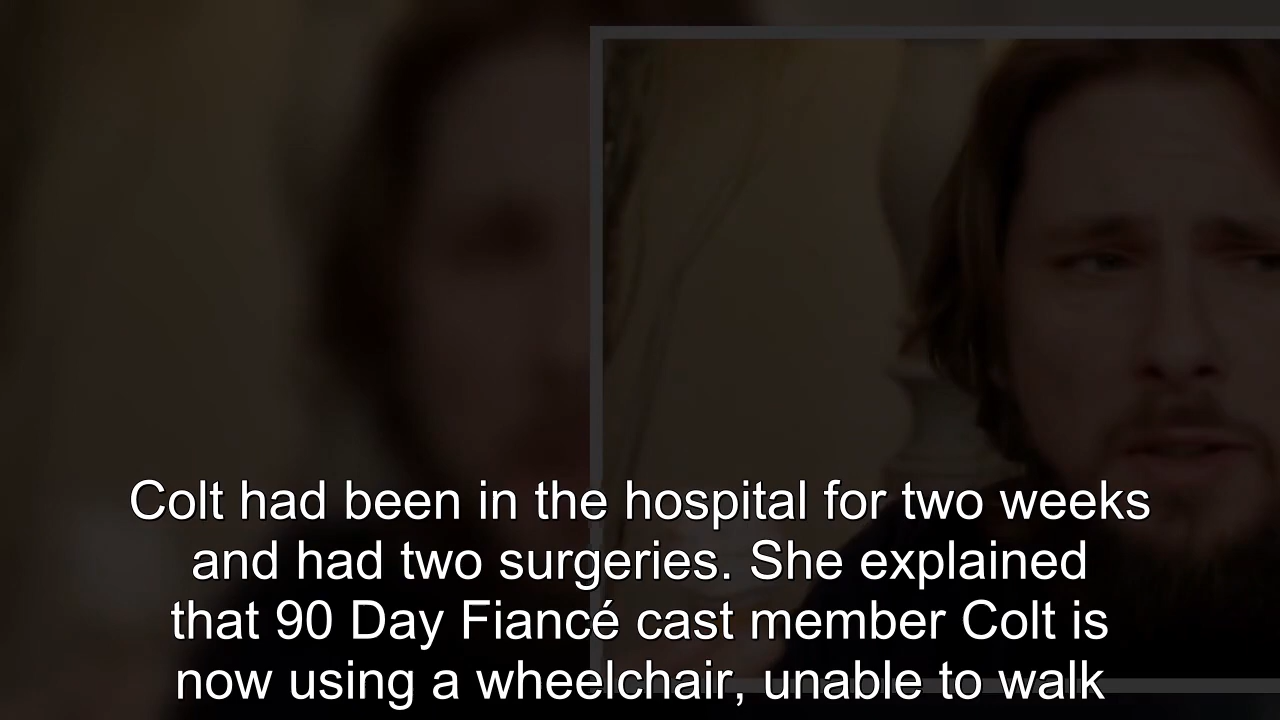 Colt had been in the hospital for two weeks
and had two surgeries. She explained
that 90 Day Fiancé cast member Colt is
now using a wheelchair, unable to walk